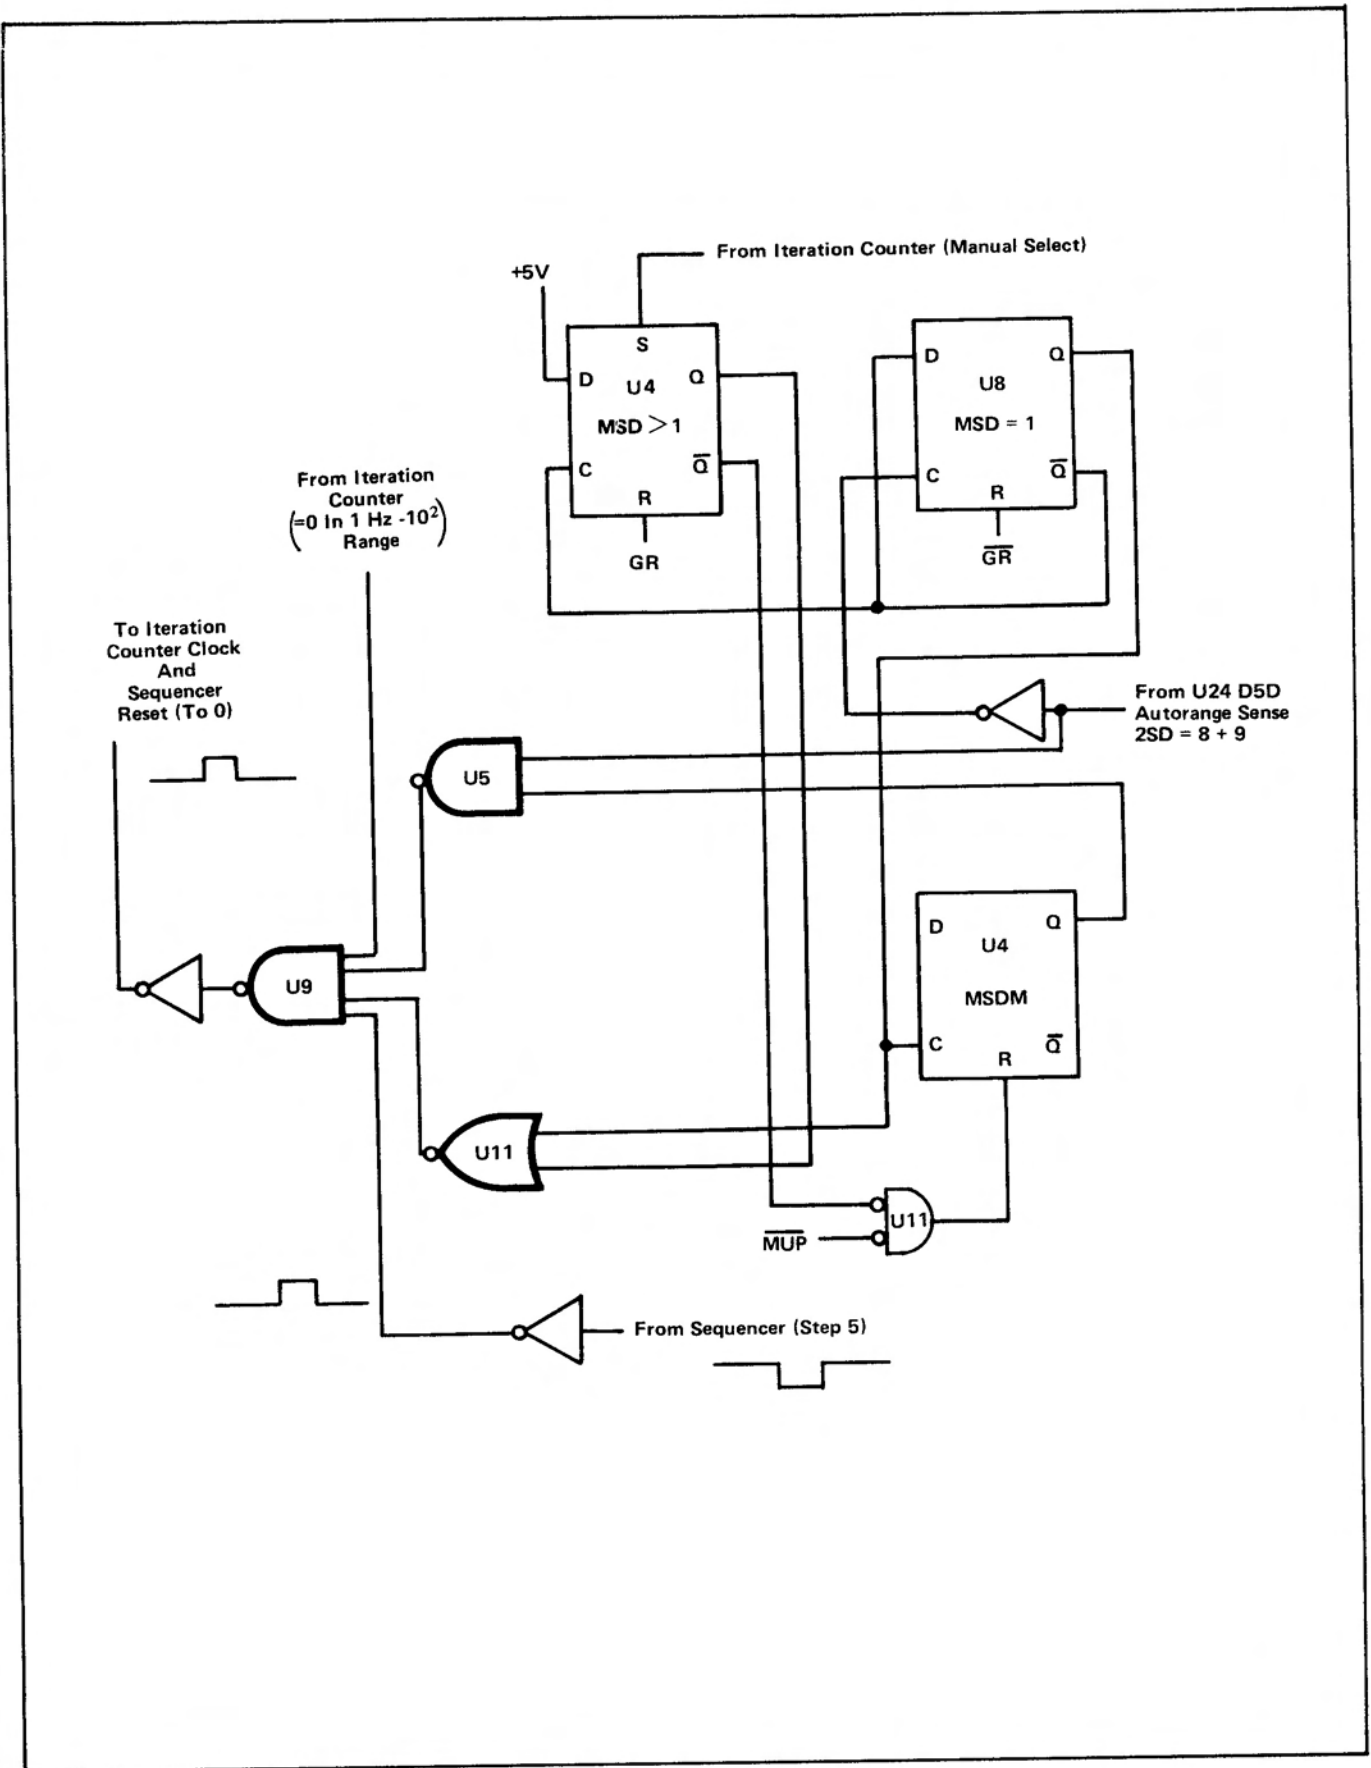 From Iteration Counter (Manual Select)
+5V
S
D
U4
Q
MSD > 1
C
Q̅
R
GR
D
Q
U8
MSD = 1
C
Q̅
R
G̅R̅
From Iteration
Counter
(=0 In 1 Hz -10²)
Range
To Iteration
Counter Clock
And
Sequencer
Reset (To 0)
From U24 D5D
Autorange Sense
2SD = 8 + 9
U5
D
Q
U4
MSDM
C
Q̅
R
U9
U11
U11
M̅U̅P̅
From Sequencer (Step 5)